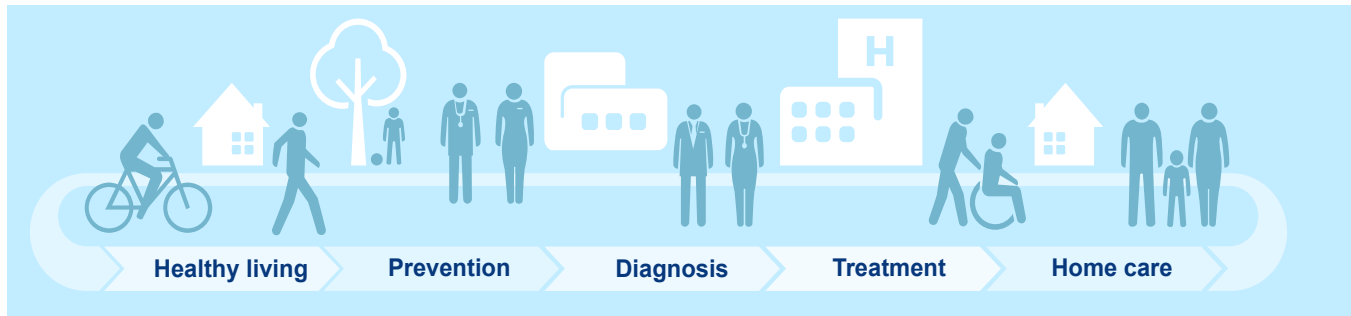 H
Healthy living
Prevention
Diagnosis
Treatment
Home care